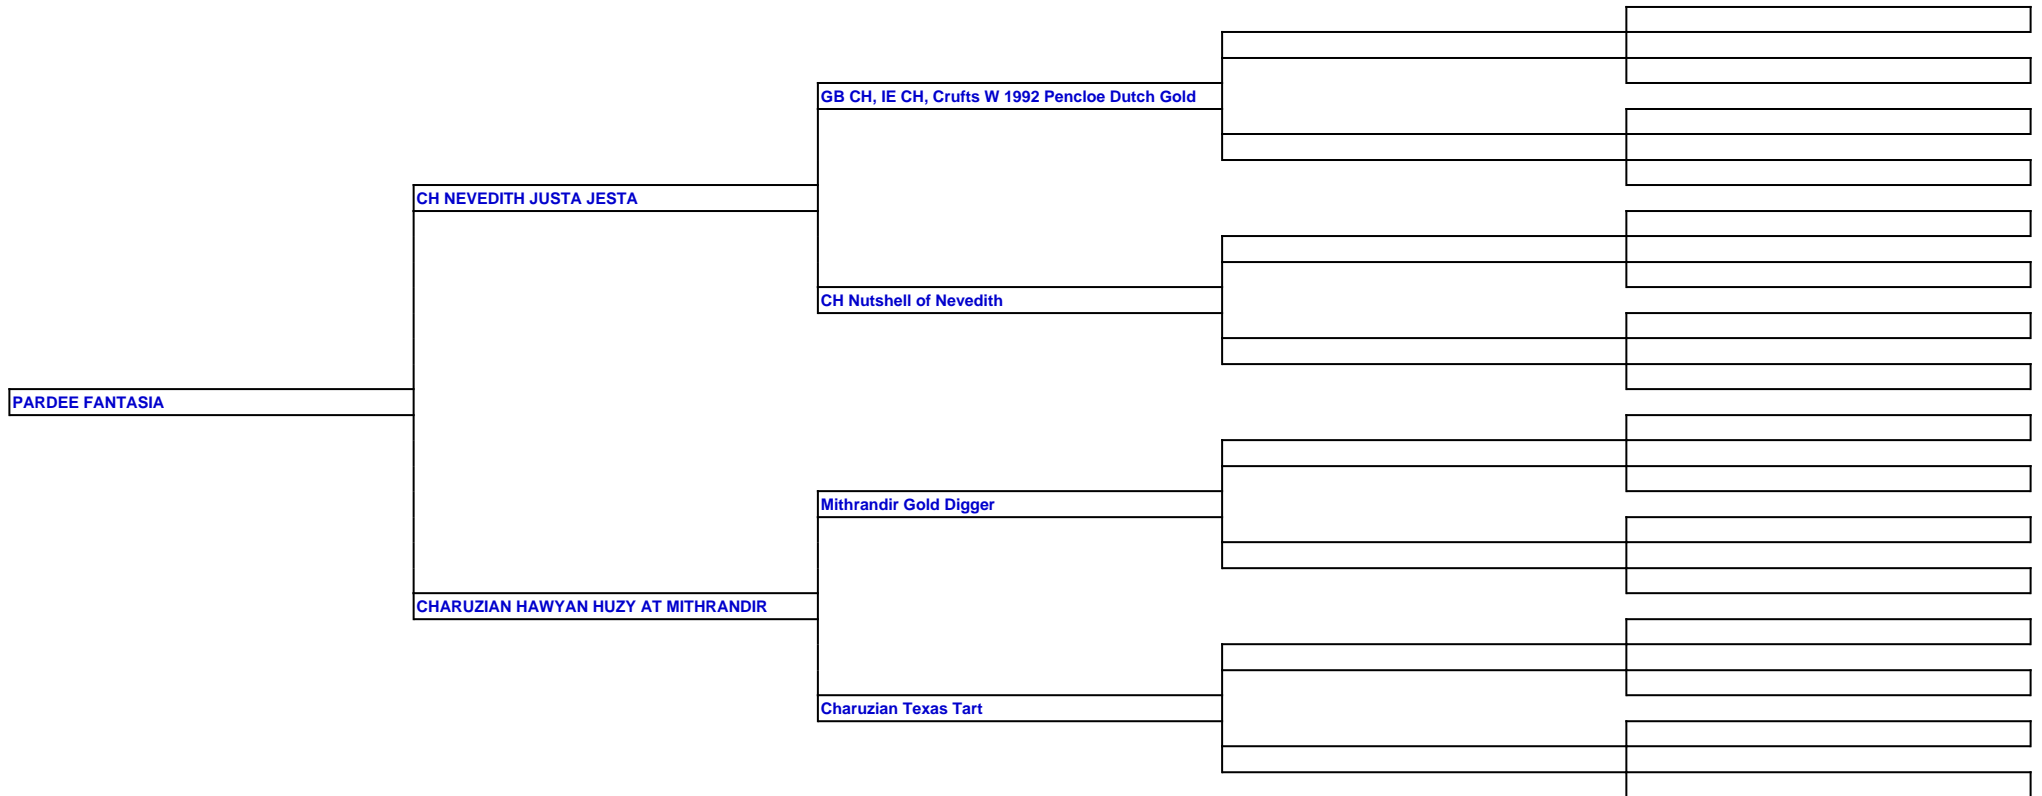 GB CH, IE CH, Crufts W 1992 Pencloe Dutch Gold
CH NEVEDITH JUSTA JESTA
CH Nutshell of Nevedith
PARDEE FANTASIA
Mithrandir Gold Digger
CHARUZIAN HAWYAN HUZY AT MITHRANDIR
Charuzian Texas Tart